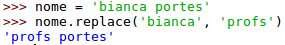 >>> nome = 'bianca portes'
>>> nome.replace('bianca', 'profs')
'profs portes'